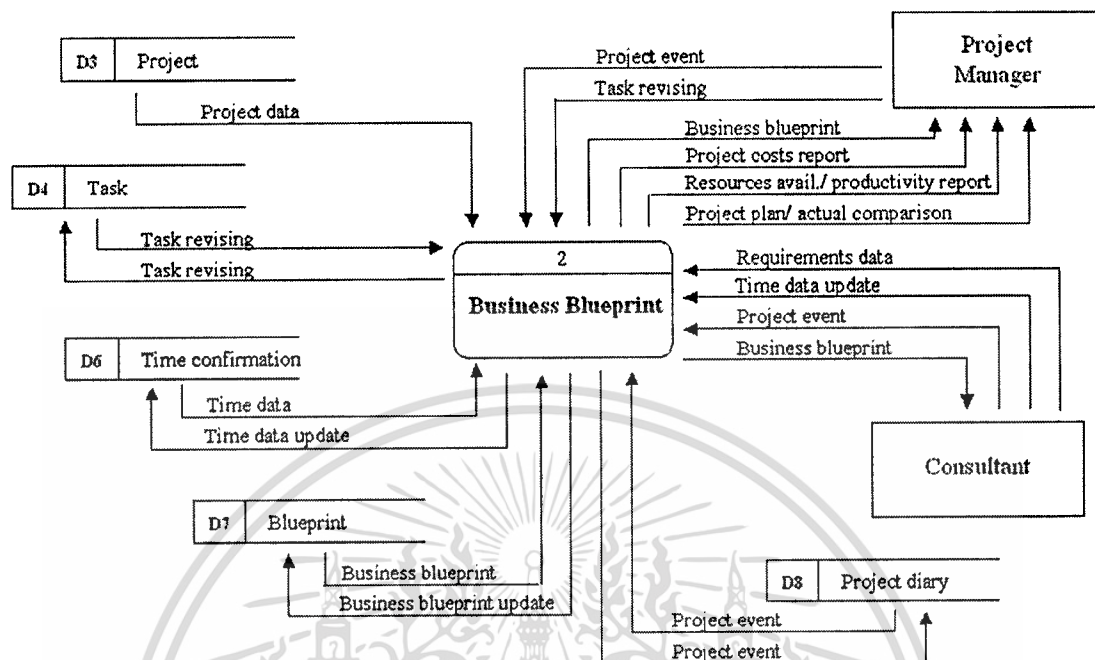 Project
Manager
D3 Project
Project event
Task revising
Project data
Business blueprint
Project costs report
Resources avail./ productivity report
Project plan/ actual comparison
D4 Task
Task revising
Task revising
2
Business Blueprint
Requirements data
Time data update
Project event
Business blueprint
D6 Time confirmation
Time data
Time data update
Consultant
D7 Blueprint
Business blueprint
Business blueprint update
D8 Project diary
Project event
Project event